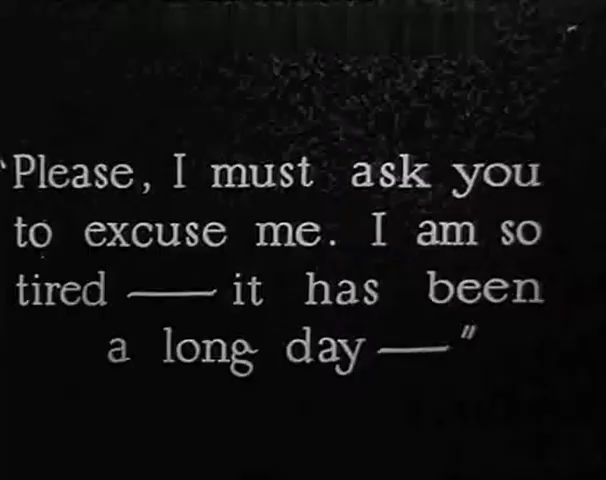 "Please, I must ask you
to excuse me. I am so
tired — it has been
a long day —"